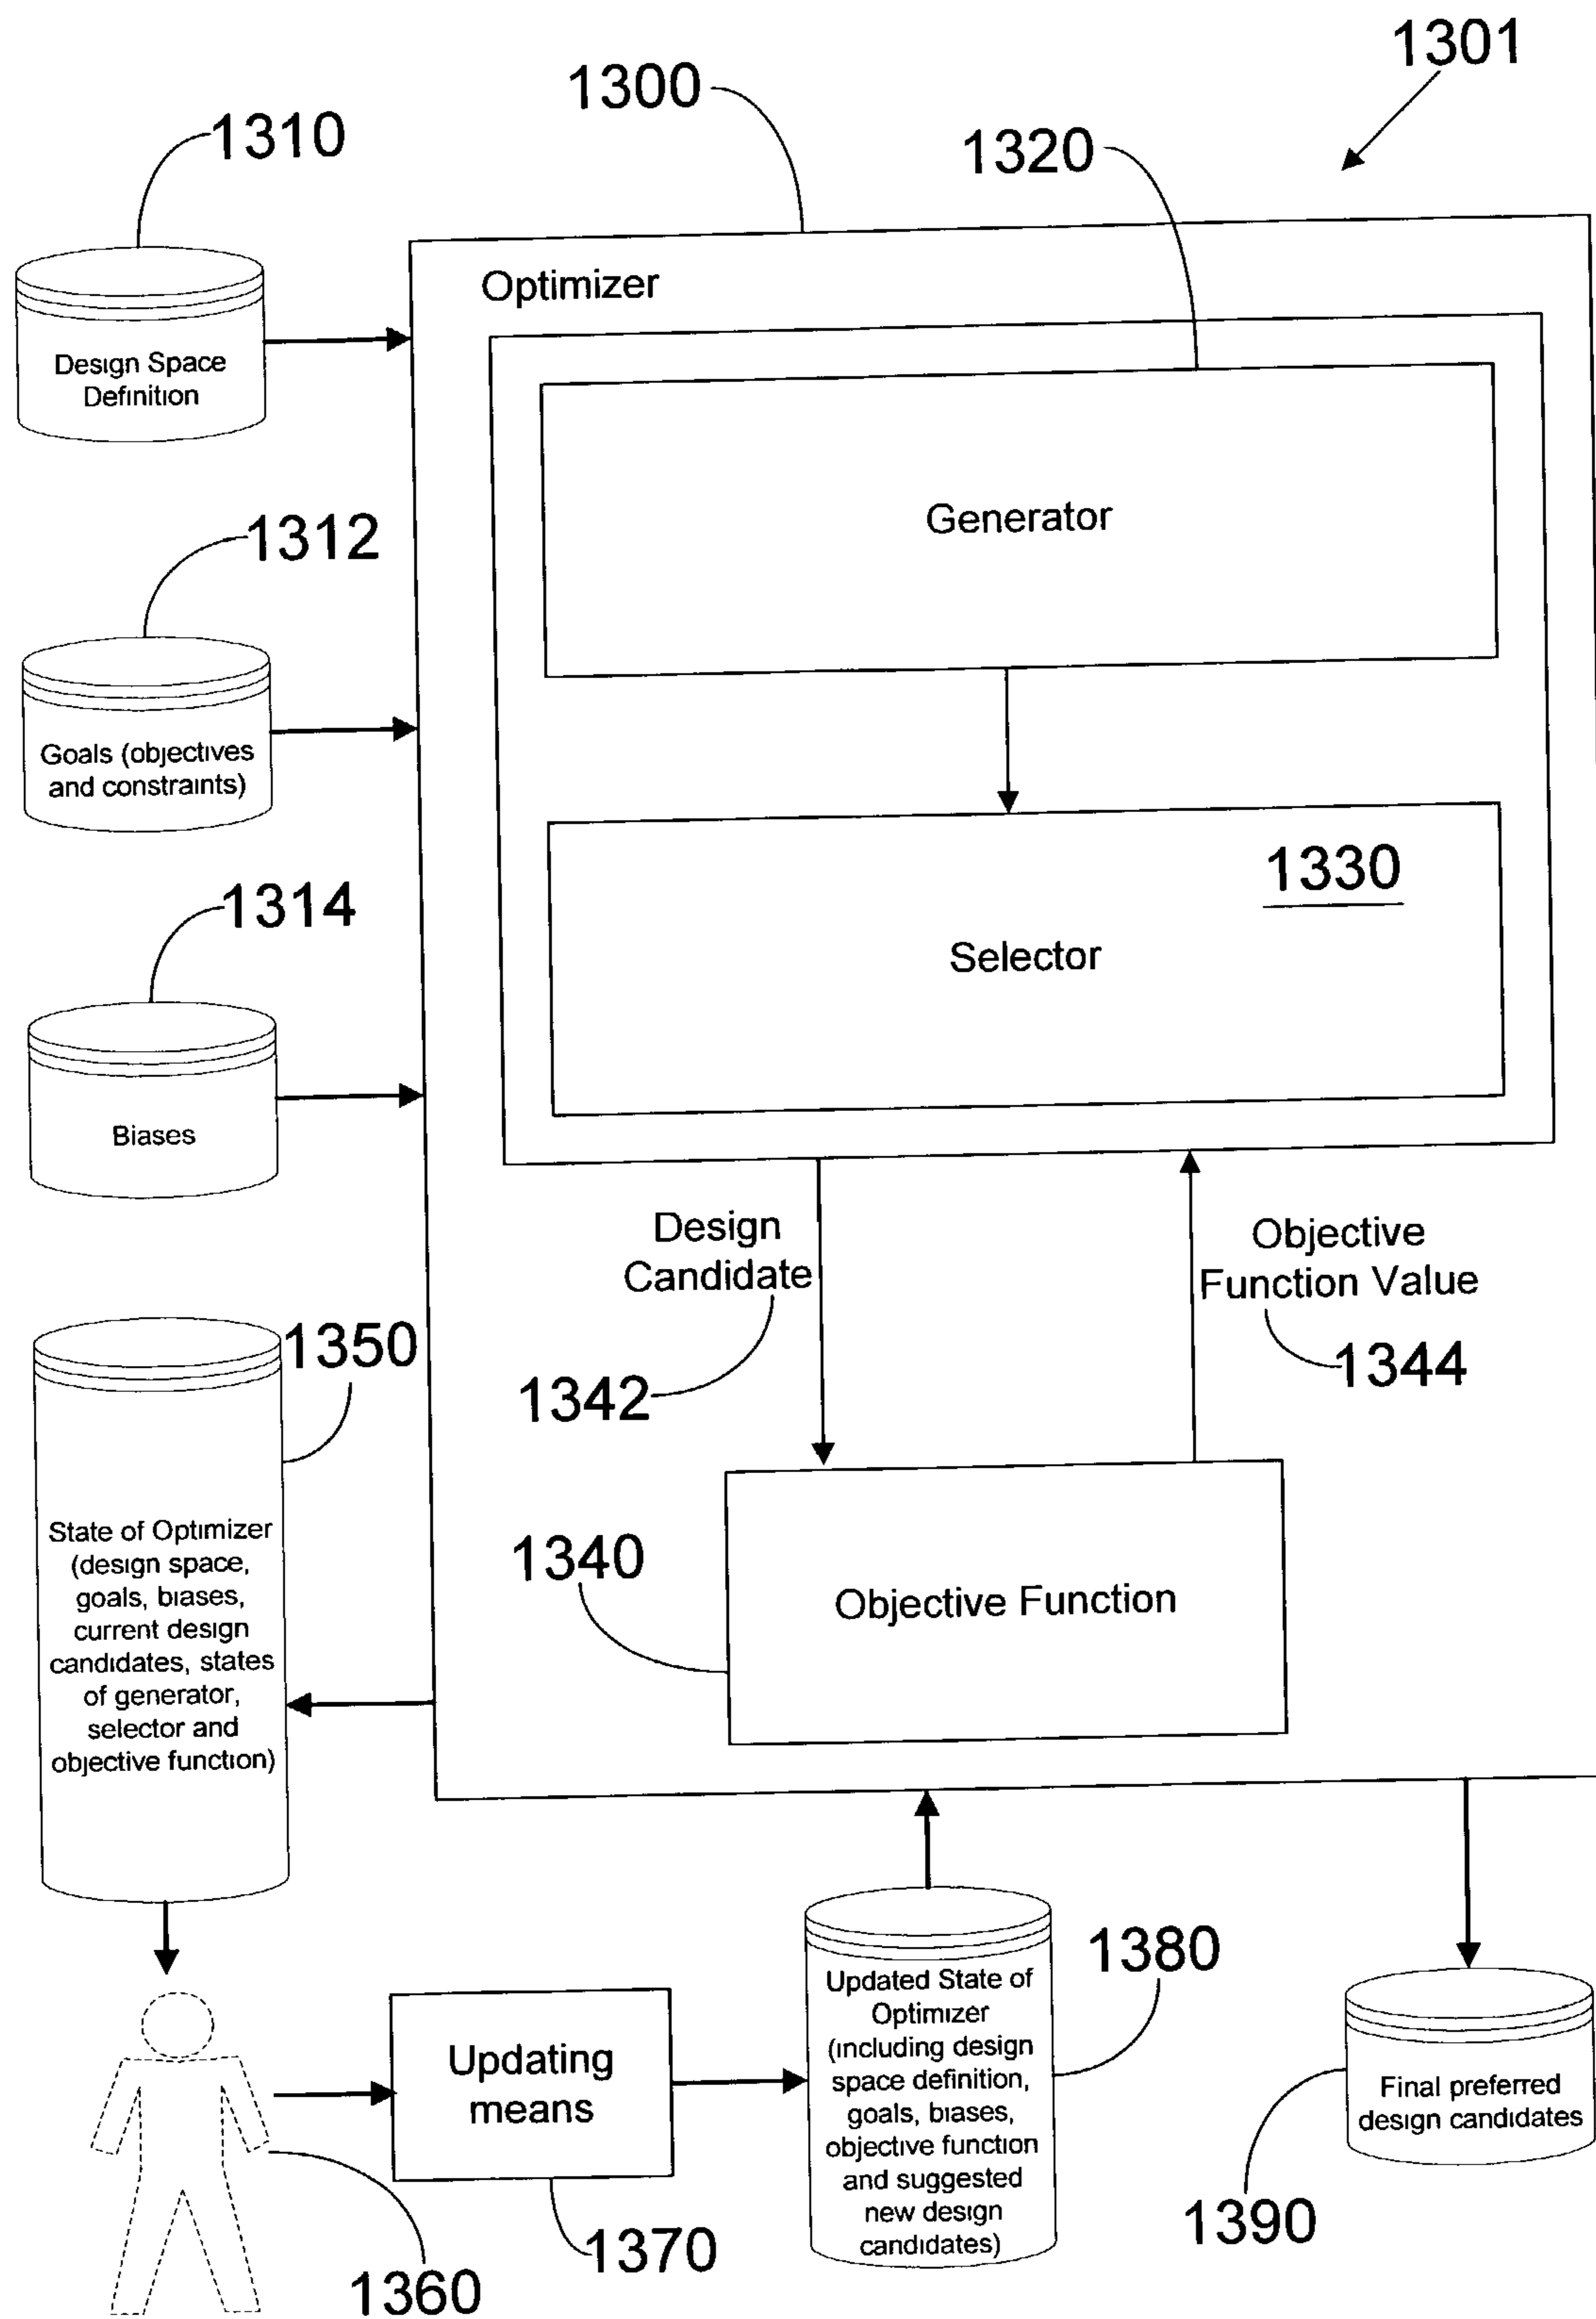 1301
1300
1320
1310
Optimizer
Design Space
Definition
Generator
1312
Goals (objectives
and constraints)
1330
Selector
1314
Biases
Design
Candidate
Objective
Function Value
1350
1342
1344
State of Optimizer
(design space,
goals, biases,
current design
candidates, states
of generator,
selector and
objective function)
1340
Objective Function
Updating
means
Updated State of
Optimizer
(including design
space definition,
goals, biases,
objective function
and suggested
new design
candidates)
1380
Final preferred
design candidates
1390
1370
1360